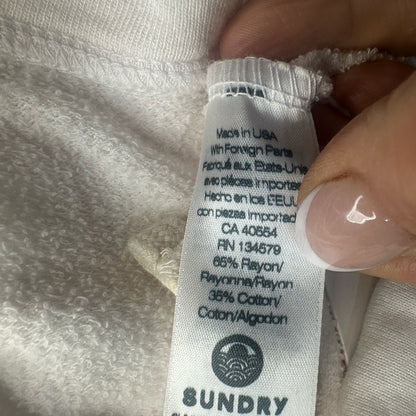 Made in USA
With Foreign Parts
Fabriqué aux Etats-Unis
avec pièces importées
Hecho en los EEUU
con piezas importadas
CA 40554
RN 134579
65% Rayon/
Rayonne/Rayon
35% Cotton/
Coton/Algodon
SUNDRY